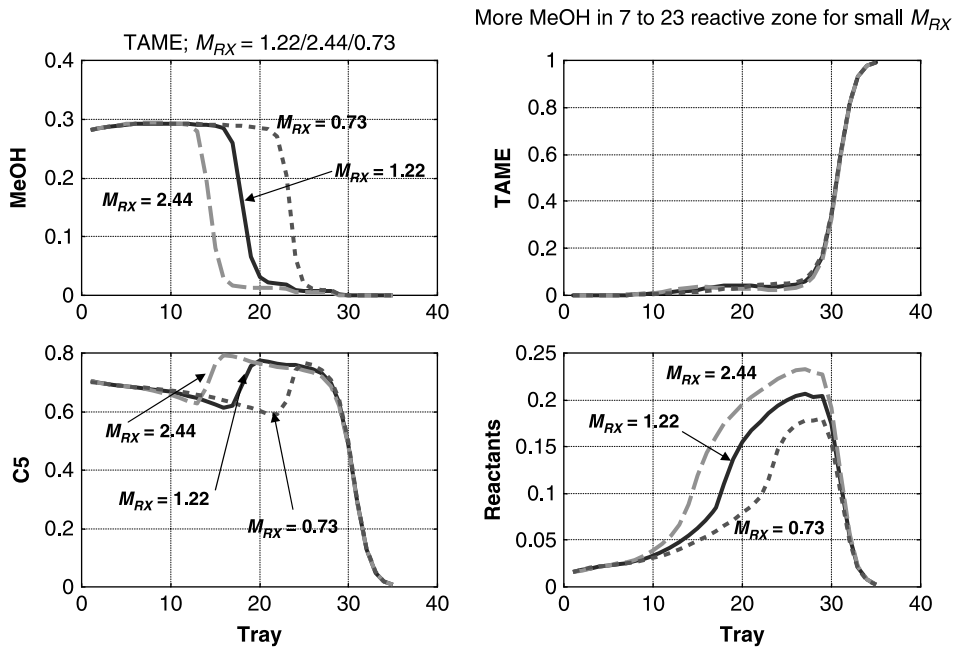 More MeOH in 7 to 23 reactive zone for small M_RX
TAME; M_RX = 1.22/2.44/0.73
0.4
0.3
0.2
0.1
0
MeOH
M_RX = 0.73
M_RX = 1.22
M_RX = 2.44
0
10
20
30
40
1
0.8
0.6
0.4
0.2
0
TAME
0
10
20
30
40
0.8
0.6
0.4
0.2
0
C5
M_RX = 2.44
M_RX = 1.22
M_RX = 0.73
0
10
20
30
40
Tray
0.25
0.2
0.15
0.1
0.05
0
Reactants
M_RX = 2.44
M_RX = 1.22
M_RX = 0.73
0
10
20
30
40
Tray